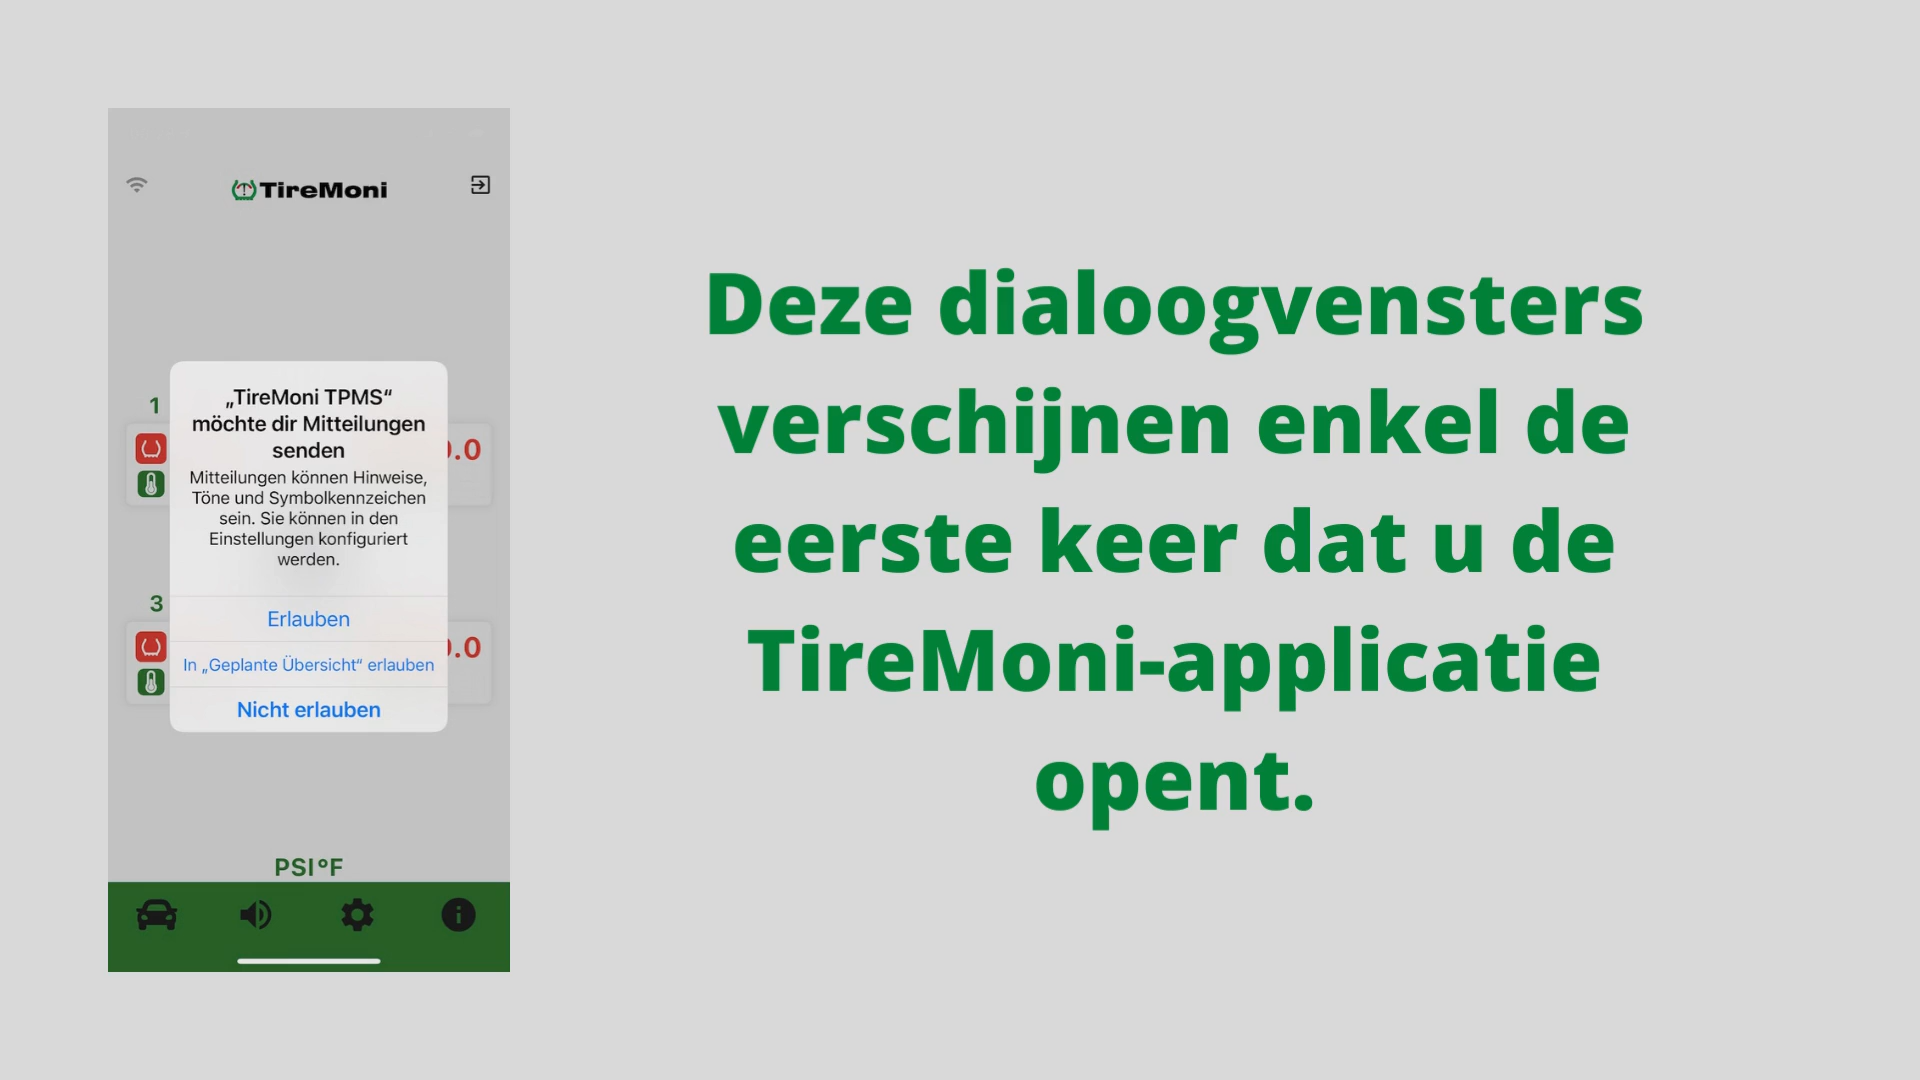 TireMoni
1
„TireMoni TPMS“
möchte dir Mitteilungen
senden
Mitteilungen können Hinweise,
Töne und Symbolkennzeichen
sein. Sie können in den
Einstellungen konfiguriert
werden.
.0
3
Erlauben
.0
In „Geplante Übersicht“ erlauben
Nicht erlauben
PSI°F
Deze dialoogvensters
verschijnen enkel de
eerste keer dat u de
TireMoni-applicatie
opent.